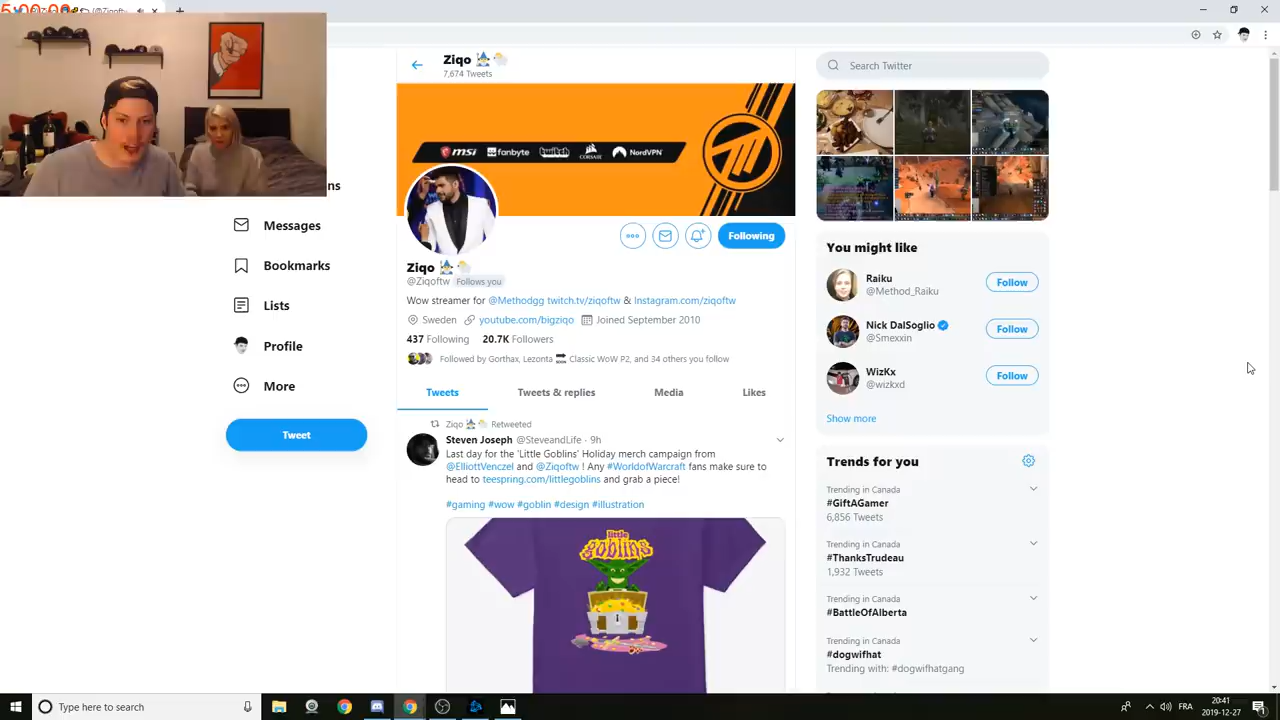 Ziqo
7,674 Tweets
Search Twitter
msi fanbyte twitch CORSAIR NordVPN
ns
Messages
Bookmarks
Lists
Profile
More
Tweet
Following
Ziqo
@Ziqoftw Follows you
Wow streamer for @Methodgg twitch.tv/ziqoftw & Instagram.com/ziqoftw
Sweden youtube.com/bigziqo Joined September 2010
437 Following 20.7K Followers
Followed by Gorthax, Lezonta Classic WoW P2, and 34 others you follow
Tweets Tweets & replies Media Likes
Ziqo Retweeted
Steven Joseph @SteveandLife · 9h
Last day for the 'Little Goblins' Holiday merch campaign from
@ElliottVenczel and @Ziqoftw ! Any #WorldofWarcraft fans make sure to
head to teespring.com/littlegoblins and grab a piece!
#gaming #wow #goblin #design #illustration
little
goblins
You might like
Raiku
@Method_Raiku
Follow
Nick DalSoglio
@Smexxin
Follow
WizKx
@wizkxd
Follow
Show more
Trends for you
Trending in Canada
#GiftAGamer
6,856 Tweets
Trending in Canada
#ThanksTrudeau
1,932 Tweets
Trending in Canada
#BattleOfAlberta
Trending in Canada
#dogwifhat
Trending with: #dogwifhatgang
Type here to search
FRA
20:41
2019-12-27